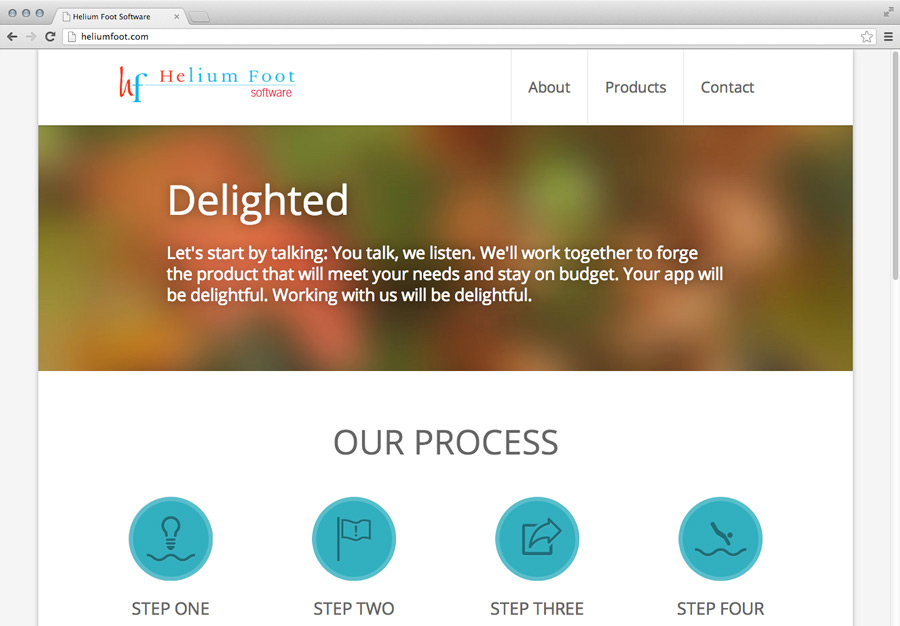 Helium Foot Software
heliumfoot.com
hf Helium Foot
software
About
Products
Contact
Delighted
Let's start by talking: You talk, we listen. We'll work together to forge
the product that will meet your needs and stay on budget. Your app will
be delightful. Working with us will be delightful.
OUR PROCESS
!
STEP ONE
STEP TWO
STEP THREE
STEP FOUR